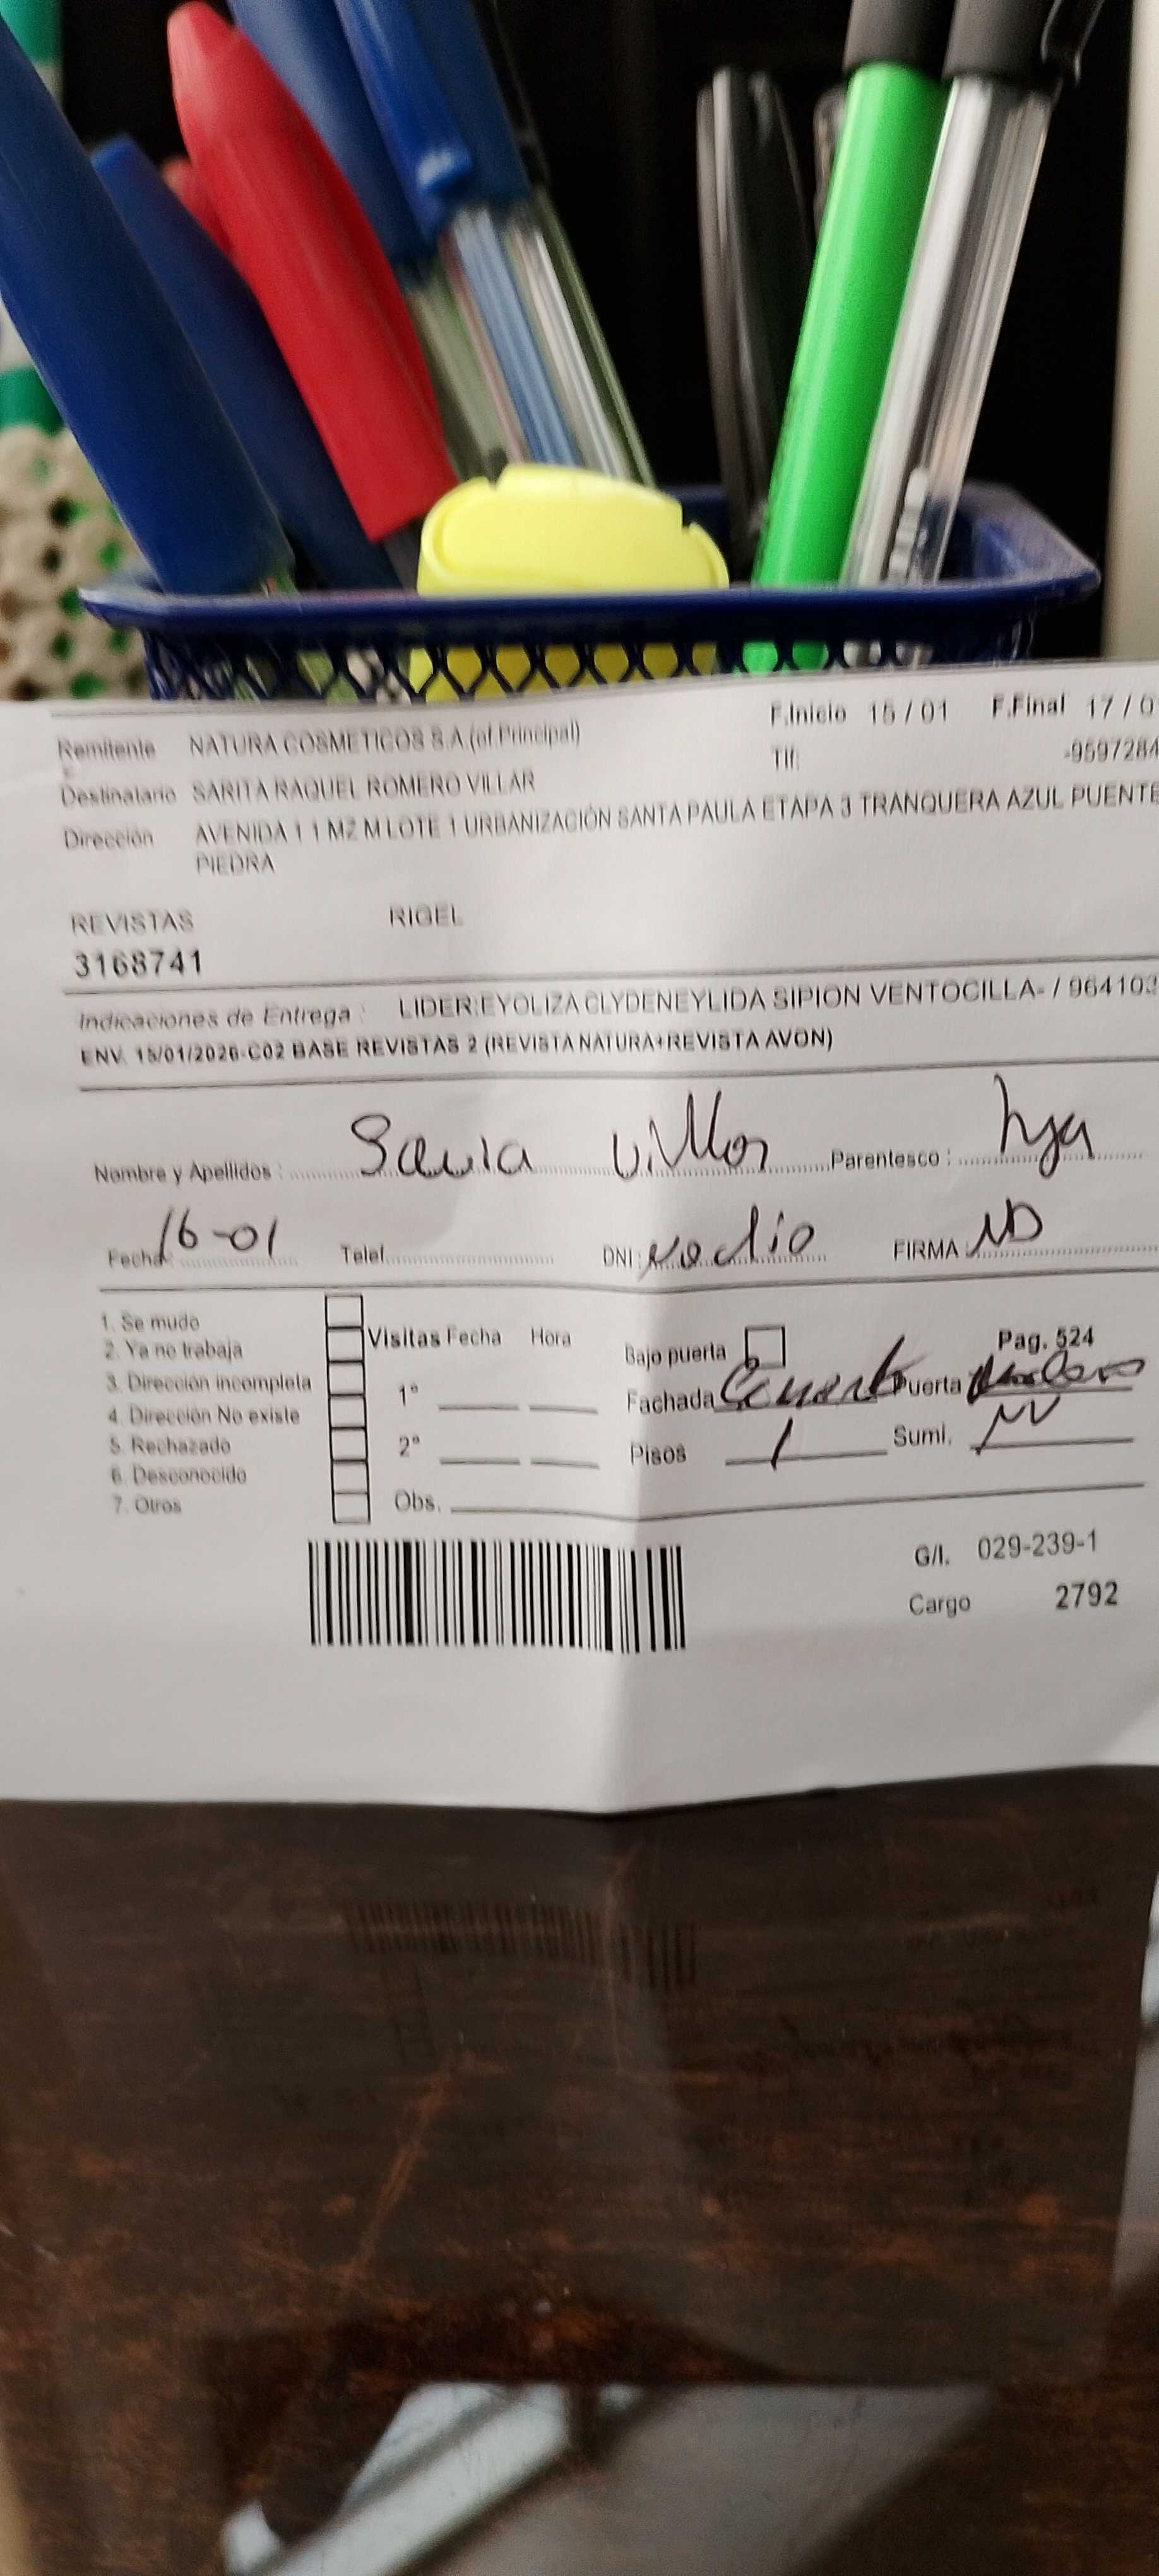 F.Inicio 15 / 01 F.Final 17 / 0
Remitente NATURA COSMETICOS S.A.(of.Principal)
Tlf: -9597284
Destinatario SARITA RAQUEL ROMERO VILLAR
Dirección AVENIDA 1 1 MZ M LOTE 1 URBANIZACIÓN SANTA PAULA ETAPA 3 TRANQUERA AZUL PUENTE
PIEDRA
REVISTAS RIGEL
3168741
Indicaciones de Entrega : LIDER:EYOLIZA CLYDENEYLIDA SIPION VENTOCILLA- / 964103
ENV. 15/01/2026-C02 BASE REVISTAS 2 (REVISTA NATURA+REVISTA AVON)
Nombre y Apellidos : Villar Parentesco : hija
Fecha: 16-01 Telef. DNI: no dio FIRMA ND
1. Se mudo
2. Ya no trabaja
3. Dirección incompleta
4. Dirección No existe
5. Rechazado
6. Desconocido
7. Otros
Visitas Fecha Hora
1°
2°
Obs.
Bajo puerta Pag. 524
Fachada Cemento Puerta
Pisos 1 Sumi.
G/I. 029-239-1
Cargo 2792